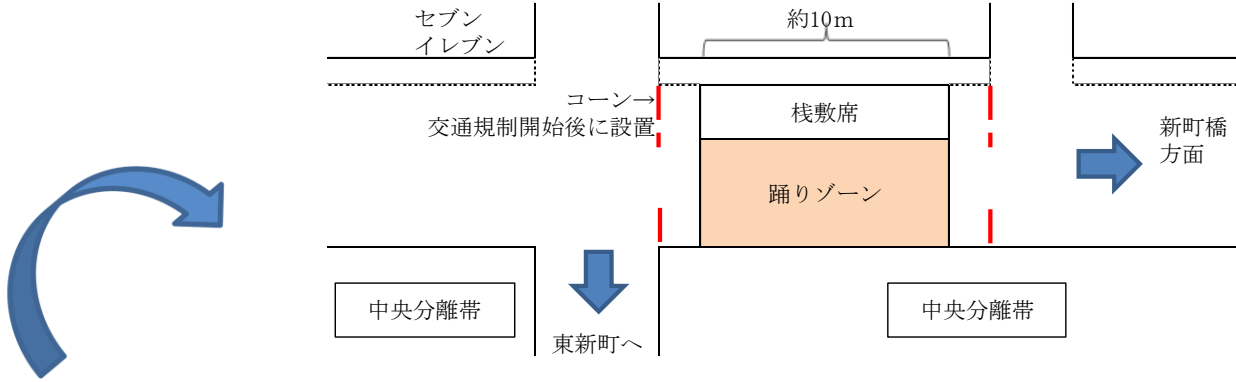 セブン
イレブン
約10m
コーン→
交通規制開始後に設置
桟敷席
踊りゾーン
新町橋
方面
中央分離帯
中央分離帯
東新町へ